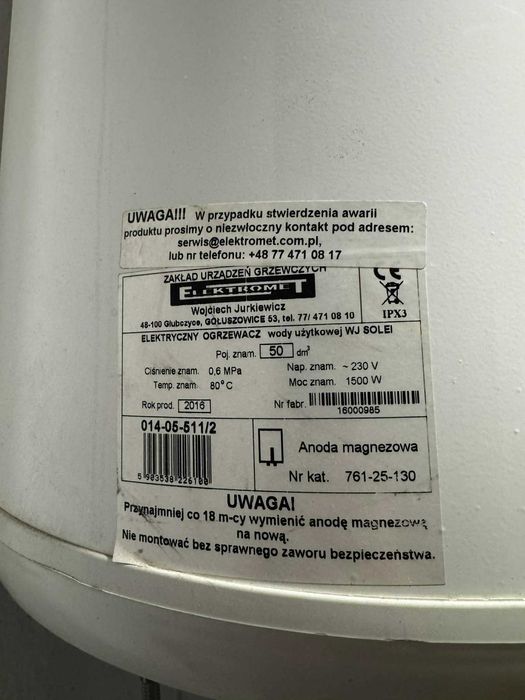 UWAGA!!! W przypadku stwierdzenia awarii
produktu prosimy o niezwłoczny kontakt pod adresem:
serwis@elektromet.com.pl,
lub nr telefonu: +48 77 471 08 17
ZAKŁAD URZĄDZEŃ GRZEWCZYCH
ELEKTROMET
Wojciech Jurkiewicz
48-100 Głubczyce, GOŁUSZOWICE 53, tel. 77/ 471 08 10
CE
IPX3
ELEKTRYCZNY OGRZEWACZ wody użytkowej WJ SOLEI
Poj. znam. 50 dm³
Ciśnienie znam. 0,6 MPa Nap. znam. ~ 230 V
Temp. znam. 80°C Moc znam. 1500 W
Rok prod. 2016 Nr fabr.
16000985
014-05-511/2
5 903538 226100
Anoda magnezowa
Nr kat. 761-25-130
UWAGA!
Przynajmniej co 18 m-cy wymienić anodę magnezową
na nową.
Nie montować bez sprawnego zaworu bezpieczeństwa.